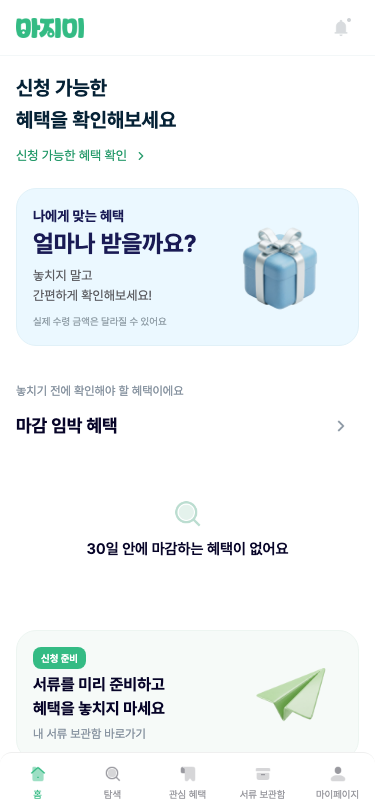 마지미
신청 가능한
혜택을 확인해보세요
신청 가능한 혜택 확인
나에게 맞는 혜택
얼마나 받을까요?
놓치지 말고
간편하게 확인해보세요!
실제 수령 금액은 달라질 수 있어요
놓치기 전에 확인해야 할 혜택이에요
마감 임박 혜택
30일 안에 마감하는 혜택이 없어요
신청 준비
서류를 미리 준비하고
혜택을 놓치지 마세요
내 서류 보관함 바로가기
홈
탐색
관심 혜택
서류 보관함
마이페이지